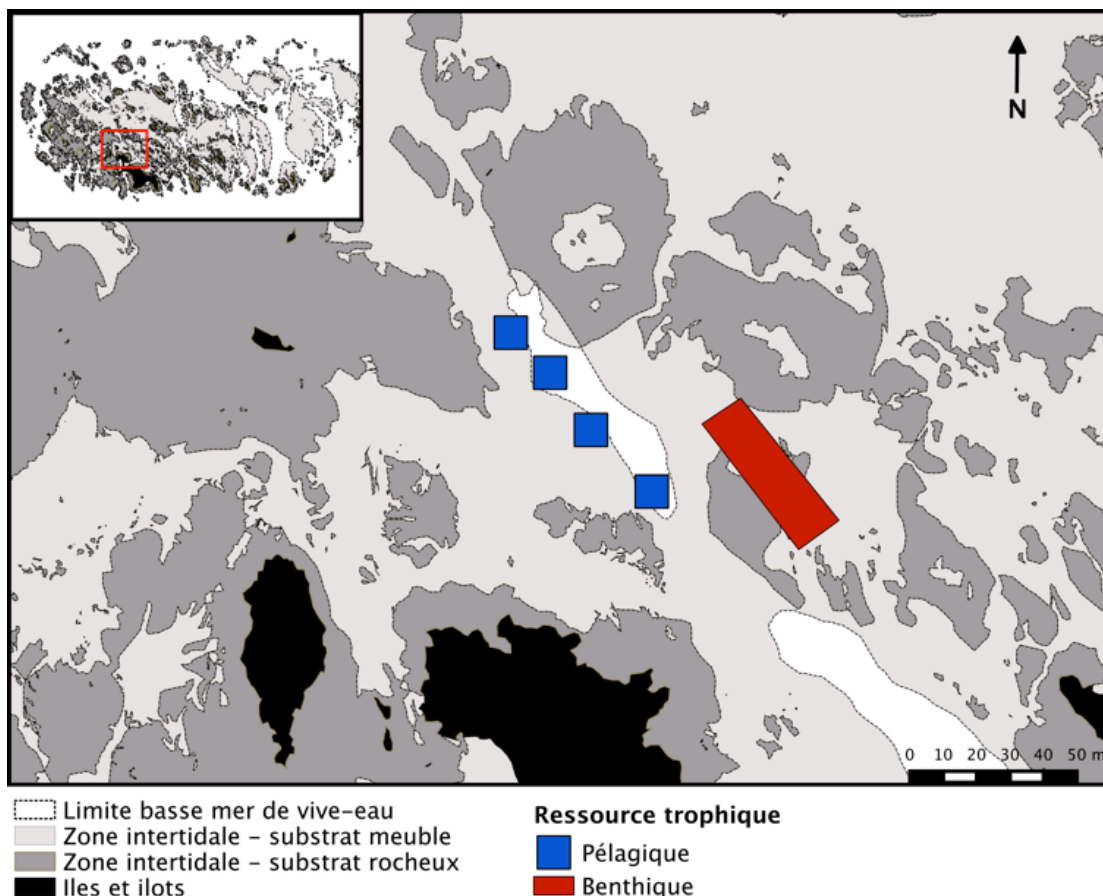 N
0 10 20 30 40 50 m
Limite basse mer de vive-eau
Zone intertidale - substrat meuble
Zone intertidale - substrat rocheux
Iles et ilots
Ressource trophique
Pélagique
Benthique